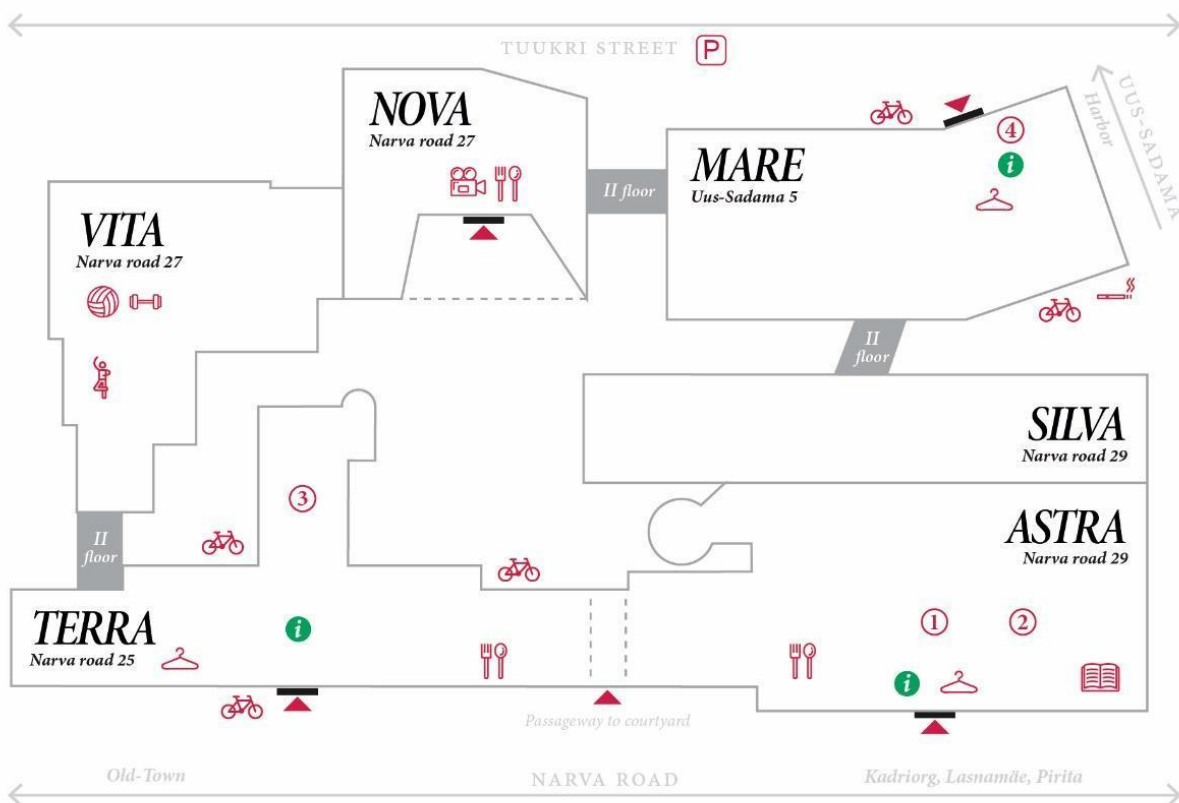 TUUKRI STREET P
UUS-SADAMA
Harbor
NOVA
Narva road 27
MARE
Uus-Sadama 5
4
i
II floor
VITA
Narva road 27
II
floor
SILVA
Narva road 29
3
ASTRA
Narva road 29
II
floor
TERRA
Narva road 25
i
1
2
i
Passageway to courtyard
Old-Town
NARVA ROAD
Kadriorg, Lasnamäe, Pirita